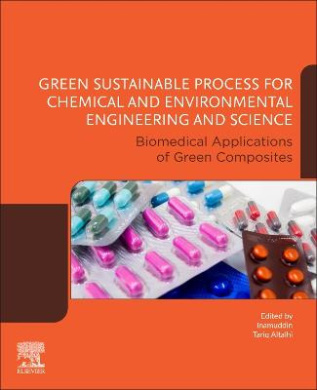 GREEN SUSTAINABLE PROCESS FOR
CHEMICAL AND ENVIRONMENTAL
ENGINEERING AND SCIENCE
Biomedical Applications
of Green Composites
Edited by
Inamuddin
Tariq Altalhi
ELSEVIER